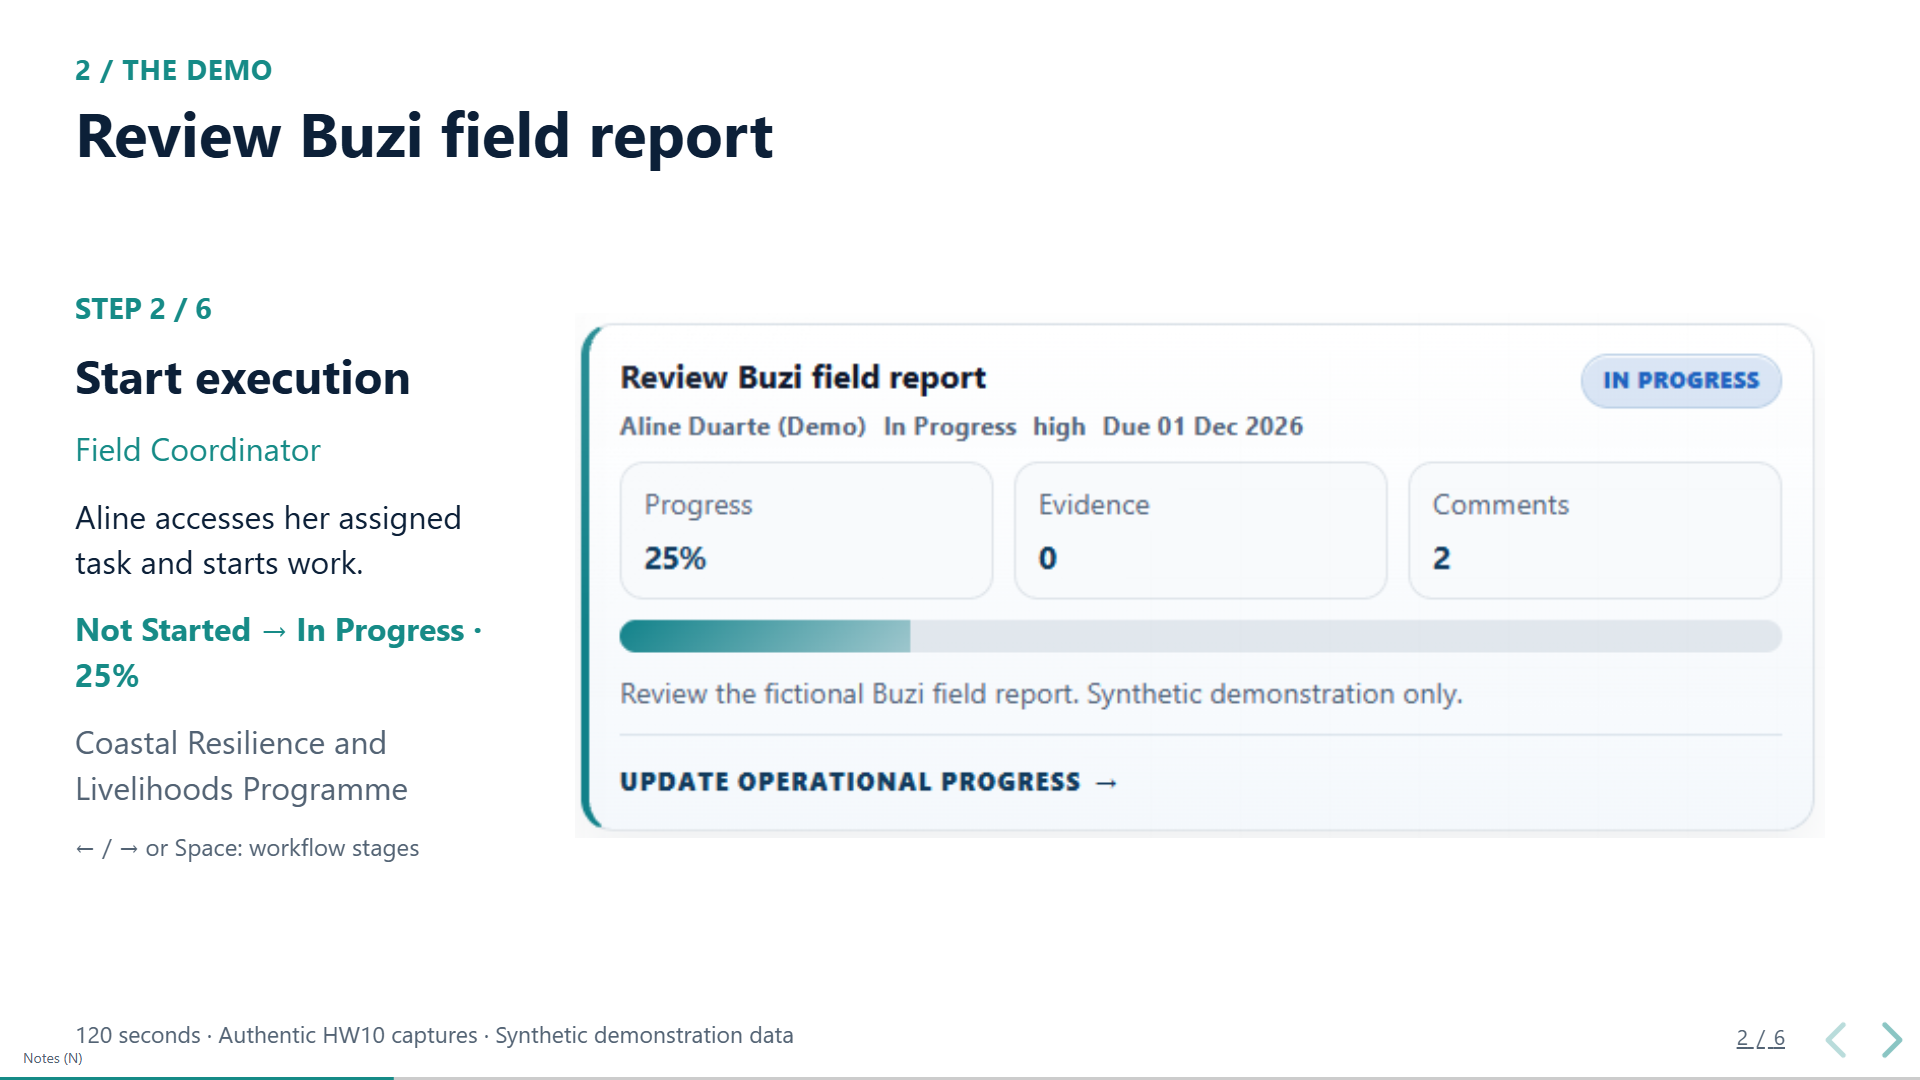 2 / THE DEMO
Review Buzi field report
STEP 2 / 6
Start execution
Field Coordinator
Aline accesses her assigned
task and starts work.
Not Started → In Progress ·
25%
Coastal Resilience and
Livelihoods Programme
← / → or Space: workflow stages
Review Buzi field report
IN PROGRESS
Aline Duarte (Demo) In Progress high Due 01 Dec 2026
Progress
25%
Evidence
0
Comments
2
Review the fictional Buzi field report. Synthetic demonstration only.
UPDATE OPERATIONAL PROGRESS →
120 seconds · Authentic HW10 captures · Synthetic demonstration data
Notes (N)
2 / 6